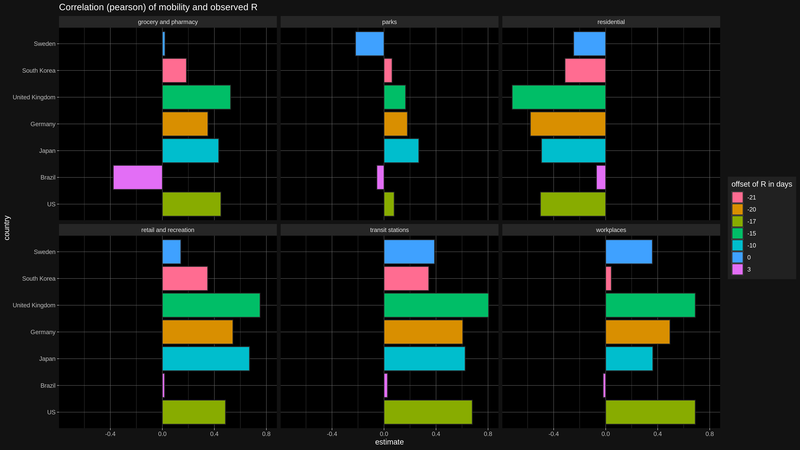 Correlation (pearson) of mobility and observed R
grocery and pharmacy
parks
residential
Sweden
South Korea
United Kingdom
Germany
Japan
Brazil
US
retail and recreation
transit stations
workplaces
Sweden
South Korea
United Kingdom
Germany
Japan
Brazil
US
-0.4 0.0 0.4 0.8
-0.4 0.0 0.4 0.8
-0.4 0.0 0.4 0.8
estimate
country
offset of R in days
-21
-20
-17
-15
-10
0
3